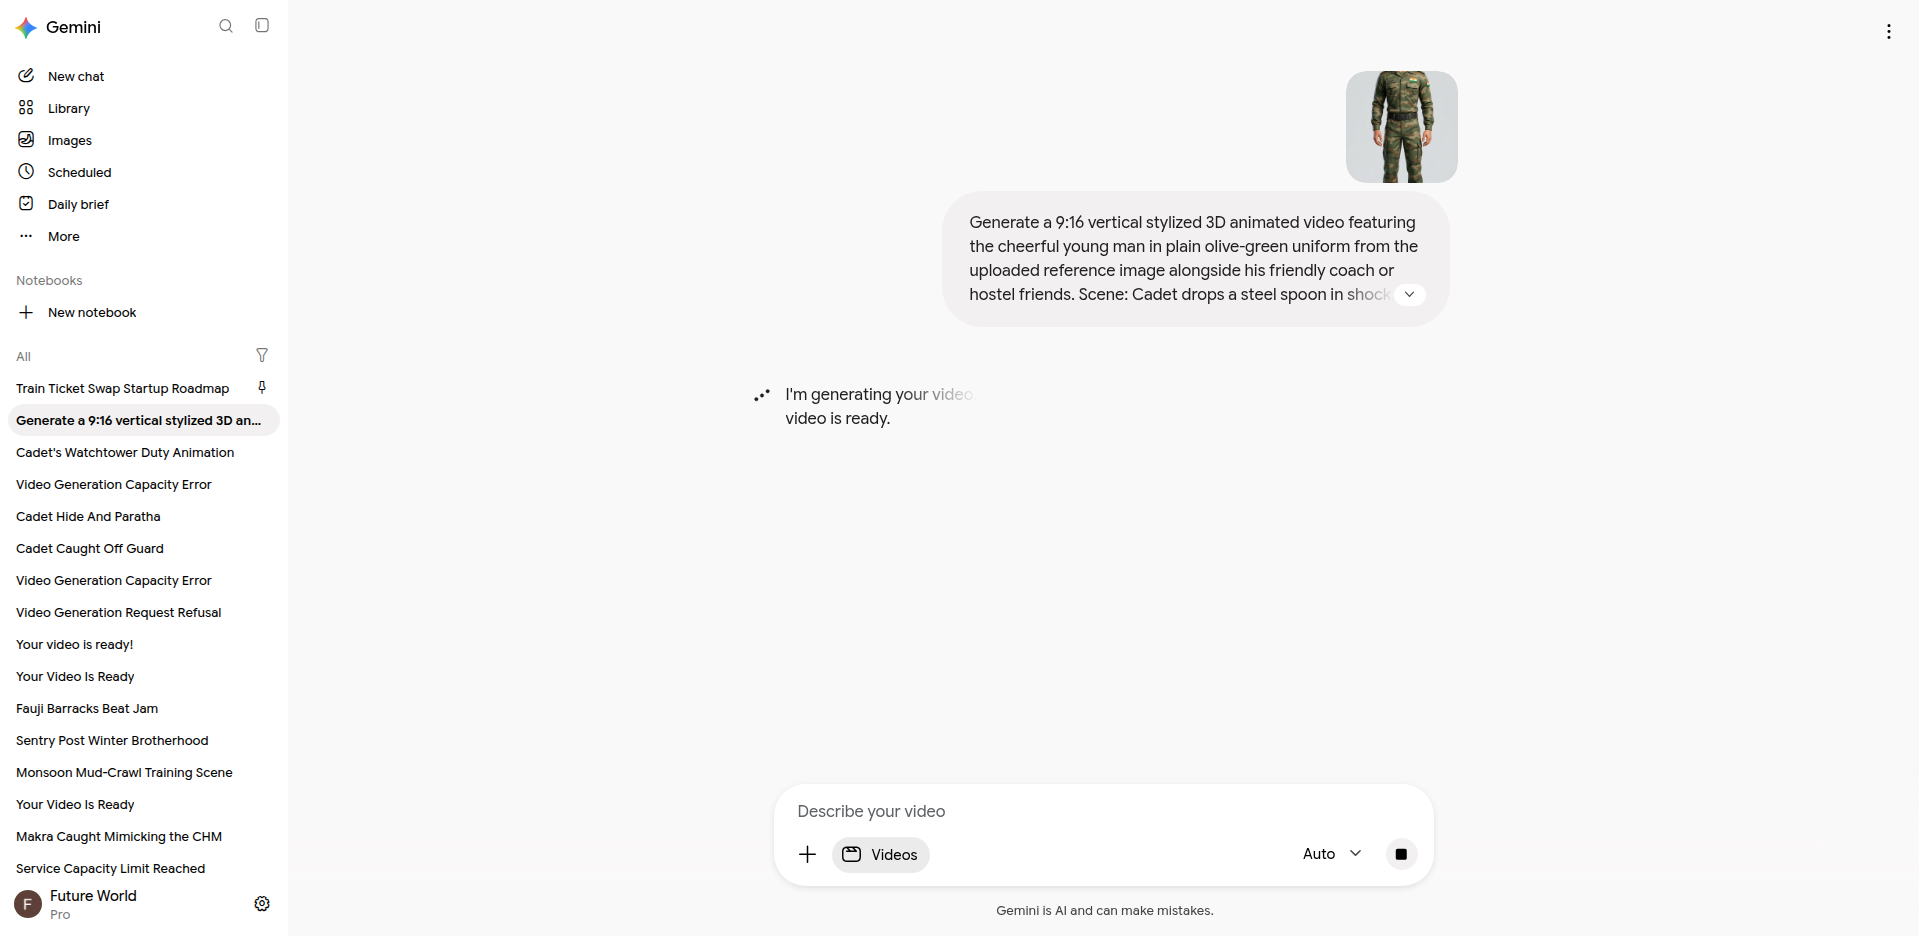 Gemini
New chat
Library
Images
Scheduled
Daily brief
More
Notebooks
New notebook
All
Train Ticket Swap Startup Roadmap
Generate a 9:16 vertical stylized 3D an...
Cadet's Watchtower Duty Animation
Video Generation Capacity Error
Cadet Hide And Paratha
Cadet Caught Off Guard
Video Generation Capacity Error
Video Generation Request Refusal
Your video is ready!
Your Video Is Ready
Fauji Barracks Beat Jam
Sentry Post Winter Brotherhood
Monsoon Mud-Crawl Training Scene
Your Video Is Ready
Makra Caught Mimicking the CHM
Service Capacity Limit Reached
F
Future World
Pro
Generate a 9:16 vertical stylized 3D animated video featuring
the cheerful young man in plain olive-green uniform from the
uploaded reference image alongside his friendly coach or
hostel friends. Scene: Cadet drops a steel spoon in shock
I'm generating your video.
video is ready.
Describe your video
Videos
Auto
Gemini is AI and can make mistakes.